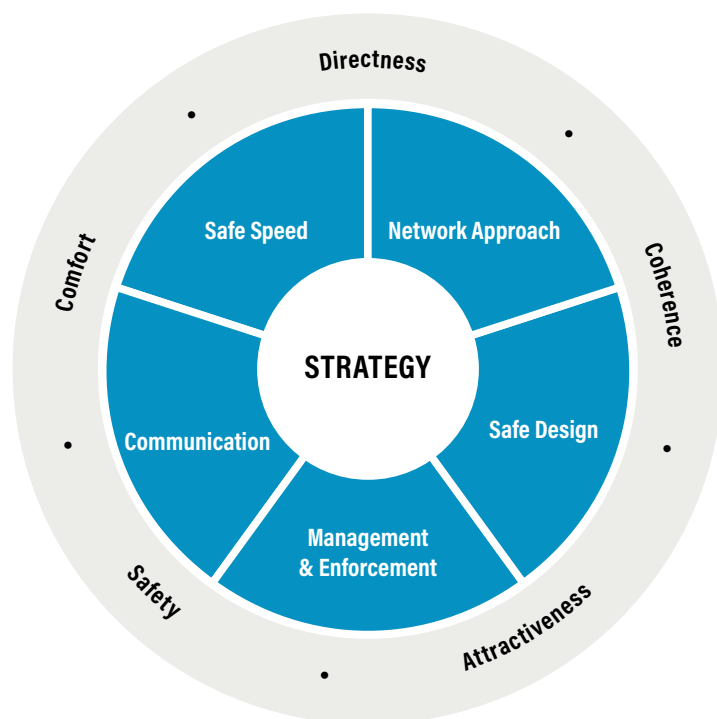 Directness
Safe Speed
Network Approach
Comfort
Coherence
STRATEGY
Communication
Safe Design
Management
& Enforcement
Safety
Attractiveness